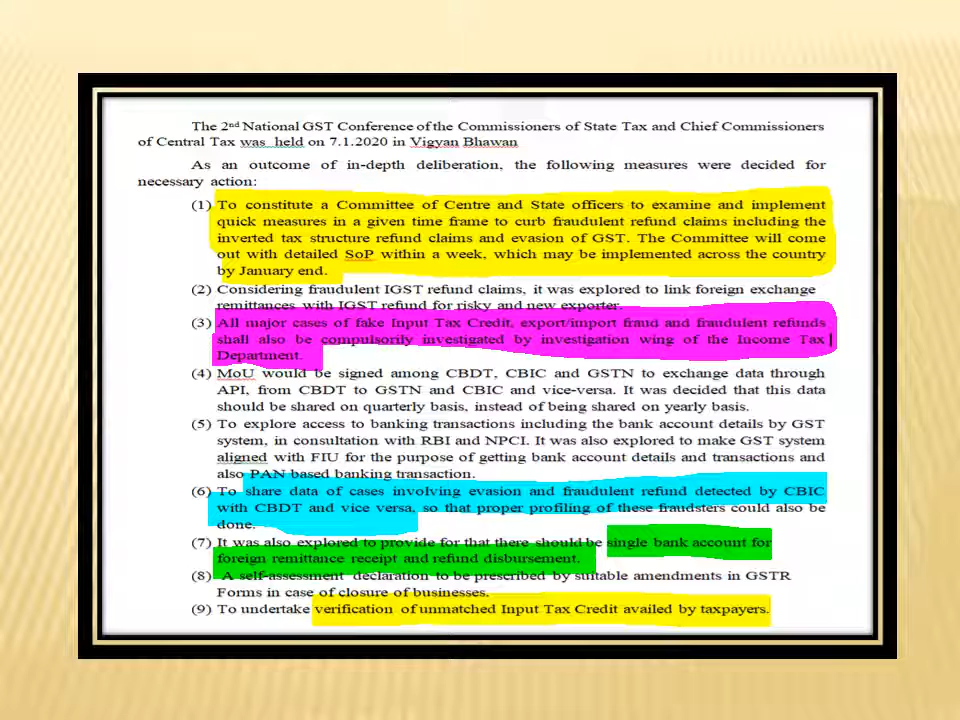 The 2nd National GST Conference of the Commissioners of State Tax and Chief Commissioners
of Central Tax was held on 7.1.2020 in Vigyan Bhawan
As an outcome of in-depth deliberation, the following measures were decided for
necessary action:
(1) To constitute a Committee of Centre and State officers to examine and implement
quick measures in a given time frame to curb fraudulent refund claims including the
inverted tax structure refund claims and evasion of GST. The Committee will come
out with detailed SoP within a week, which may be implemented across the country
by January end.
(2) Considering fraudulent IGST refund claims, it was explored to link foreign exchange
remittances with IGST refund for risky and new exporter.
(3) All major cases of fake Input Tax Credit, export/import fraud and fraudulent refunds
shall also be compulsorily investigated by investigation wing of the Income Tax
Department.
(4) MoU would be signed among CBDT, CBIC and GSTN to exchange data through
API, from CBDT to GSTN and CBIC and vice-versa. It was decided that this data
should be shared on quarterly basis, instead of being shared on yearly basis.
(5) To explore access to banking transactions including the bank account details by GST
system, in consultation with RBI and NPCI. It was also explored to make GST system
aligned with FIU for the purpose of getting bank account details and transactions and
also PAN based banking transaction.
(6) To share data of cases involving evasion and fraudulent refund detected by CBIC
with CBDT and vice versa, so that proper profiling of these fraudsters could also be
done.
(7) It was also explored to provide for that there should be single bank account for
foreign remittance receipt and refund disbursement.
(8) A self-assessment declaration to be prescribed by suitable amendments in GSTR
Forms in case of closure of businesses.
(9) To undertake verification of unmatched Input Tax Credit availed by taxpayers.